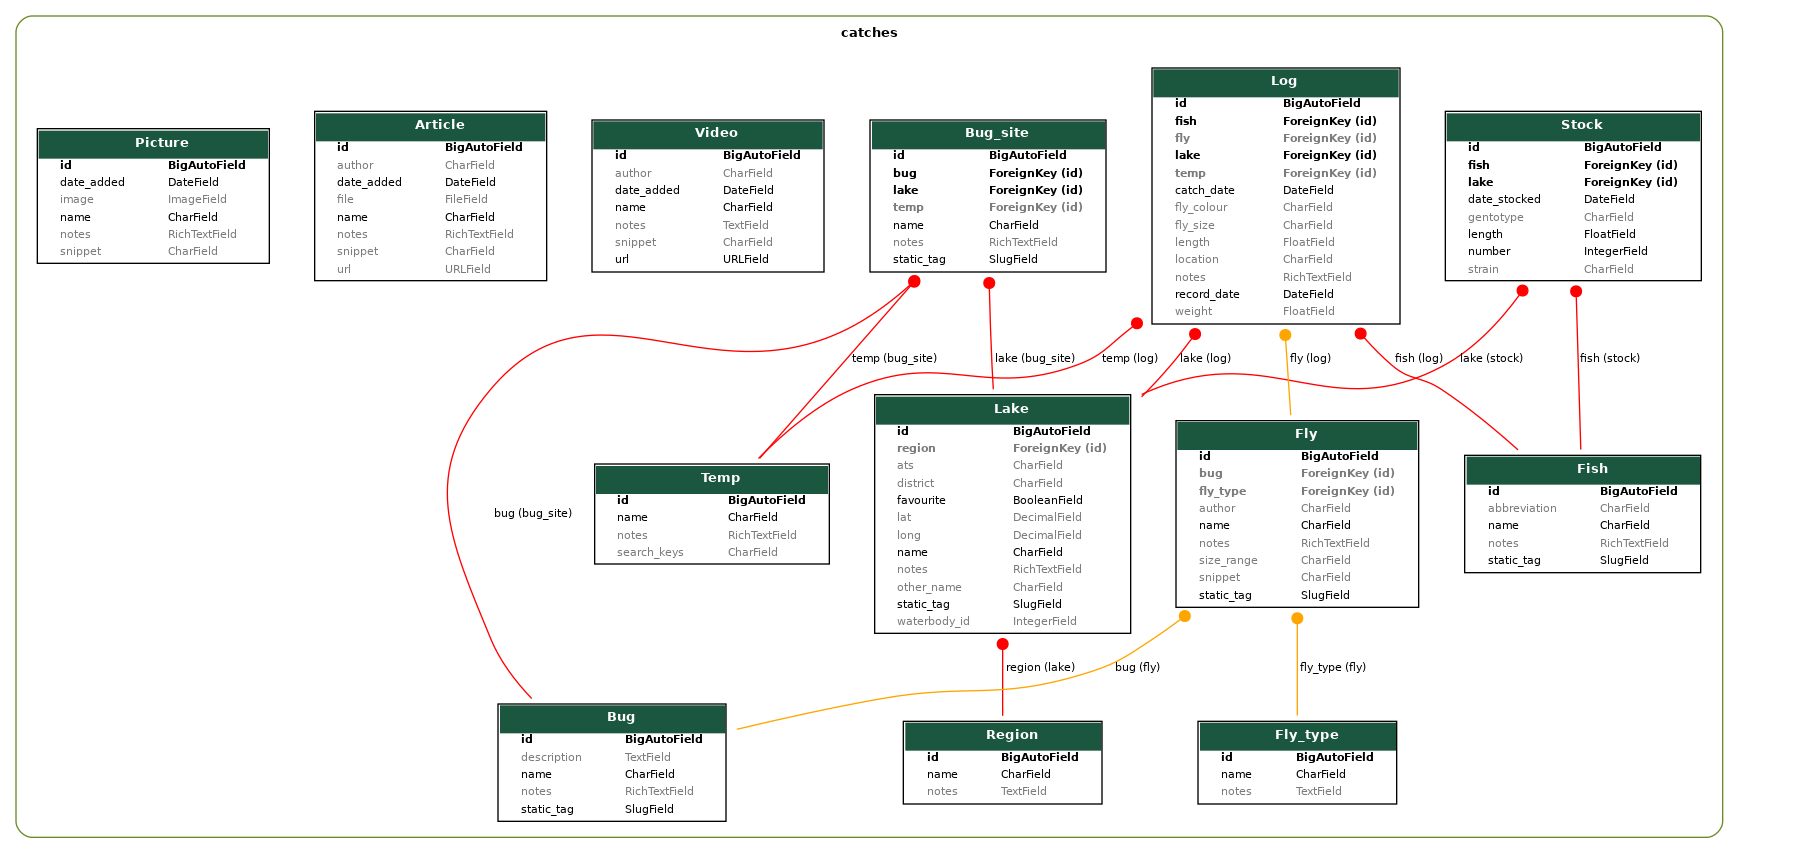 catches
Picture
id BigAutoField
date_added DateField
image ImageField
name CharField
notes RichTextField
snippet CharField
Article
id BigAutoField
author CharField
date_added DateField
file FileField
name CharField
notes RichTextField
snippet CharField
url URLField
Video
id BigAutoField
author CharField
date_added DateField
name CharField
notes TextField
snippet CharField
url URLField
Bug_site
id BigAutoField
bug ForeignKey (id)
lake ForeignKey (id)
temp ForeignKey (id)
name CharField
notes RichTextField
static_tag SlugField
Log
id BigAutoField
fish ForeignKey (id)
fly ForeignKey (id)
lake ForeignKey (id)
temp ForeignKey (id)
catch_date DateField
fly_colour CharField
fly_size CharField
length FloatField
location CharField
notes RichTextField
record_date DateField
weight FloatField
Stock
id BigAutoField
fish ForeignKey (id)
lake ForeignKey (id)
date_stocked DateField
gentotype CharField
length FloatField
number IntegerField
strain CharField
temp (bug_site)
lake (bug_site)
temp (log)
lake (log)
fly (log)
fish (log)
lake (stock)
fish (stock)
bug (bug_site)
Temp
id BigAutoField
name CharField
notes RichTextField
search_keys CharField
Lake
id BigAutoField
region ForeignKey (id)
ats CharField
district CharField
favourite BooleanField
lat DecimalField
long DecimalField
name CharField
notes RichTextField
other_name CharField
static_tag SlugField
waterbody_id IntegerField
Fly
id BigAutoField
bug ForeignKey (id)
fly_type ForeignKey (id)
author CharField
name CharField
notes RichTextField
size_range CharField
snippet CharField
static_tag SlugField
Fish
id BigAutoField
abbreviation CharField
name CharField
notes RichTextField
static_tag SlugField
region (lake)
bug (fly)
fly_type (fly)
Bug
id BigAutoField
description TextField
name CharField
notes RichTextField
static_tag SlugField
Region
id BigAutoField
name CharField
notes TextField
Fly_type
id BigAutoField
name CharField
notes TextField